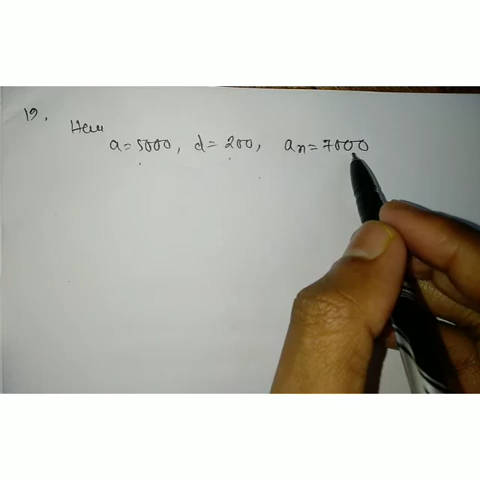 19.
Here
a = 5000, d = 200, an = 7000